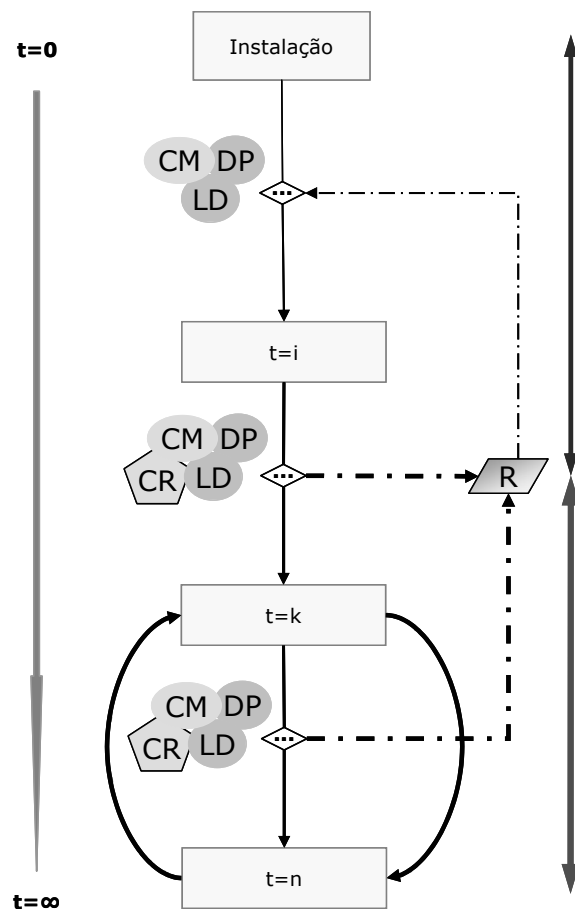 t=0
Instalação
CM DP
...
LD
t=i
CM DP
CR LD
...
R
t=k
CM DP
CR LD
...
t=n
t=∞